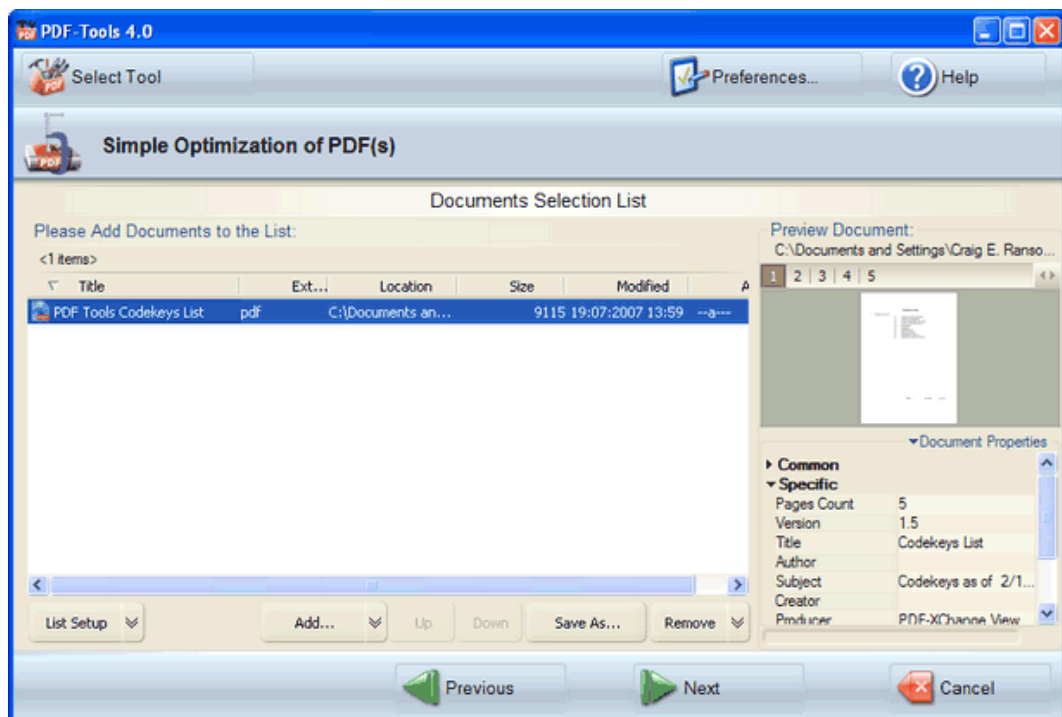 PDF-Tools 4.0
Select Tool
Preferences...
Help
Simple Optimization of PDF(s)
Documents Selection List
Please Add Documents to the List:
<1 items>
Title Ext... Location Size Modified A
PDF Tools Codekeys List pdf C:\Documents an... 9115 19:07:2007 13:59 --a---
List Setup
Add...
Up
Down
Save As...
Remove
Preview Document:
C:\Documents and Settings\Craig E. Ranso...
1 2 | 3 | 4 | 5
Document Properties
Common
Specific
Pages Count 5
Version 1.5
Title Codekeys List
Author
Subject Codekeys as of 2/1...
Creator
Producer PDF-XChange View
Previous
Next
Cancel